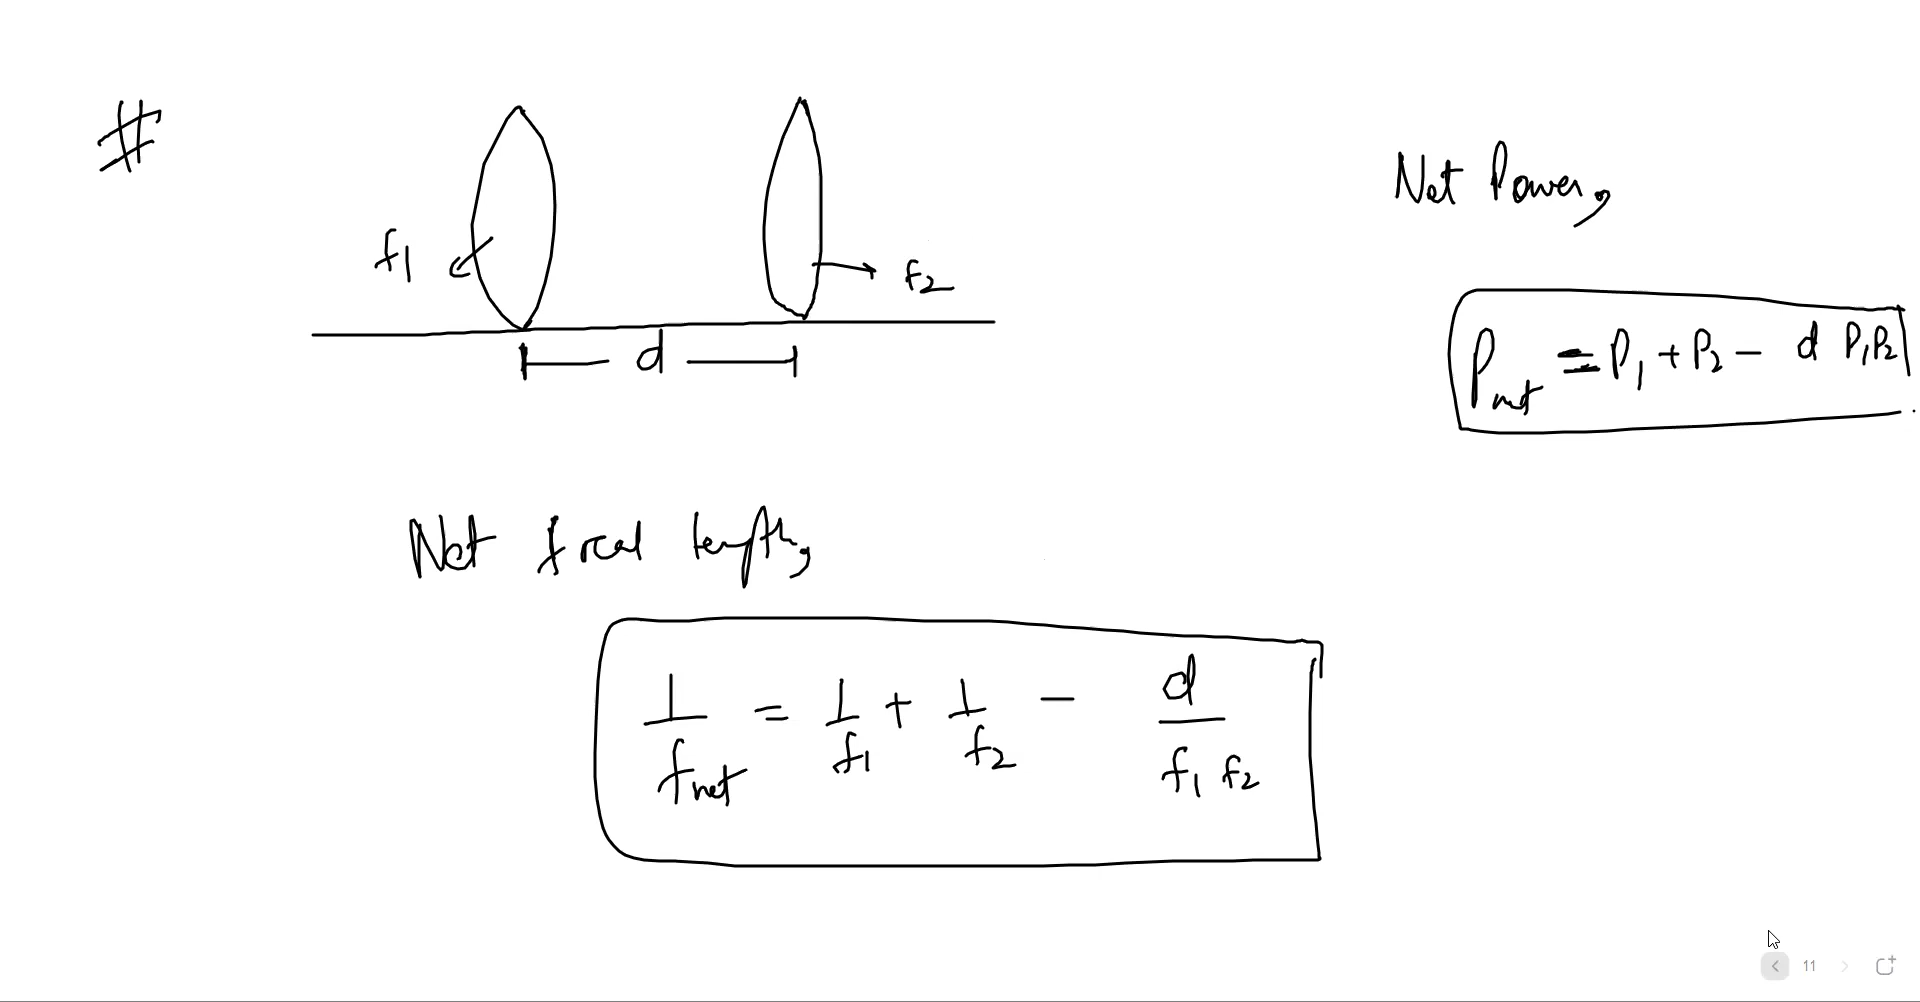 #
f1
f2
d
Net Power,
Pnet = P1 + P2 - d P1P2
Net focal length,
1/fnet = 1/f1 + 1/f2 - d/f1 f2
11